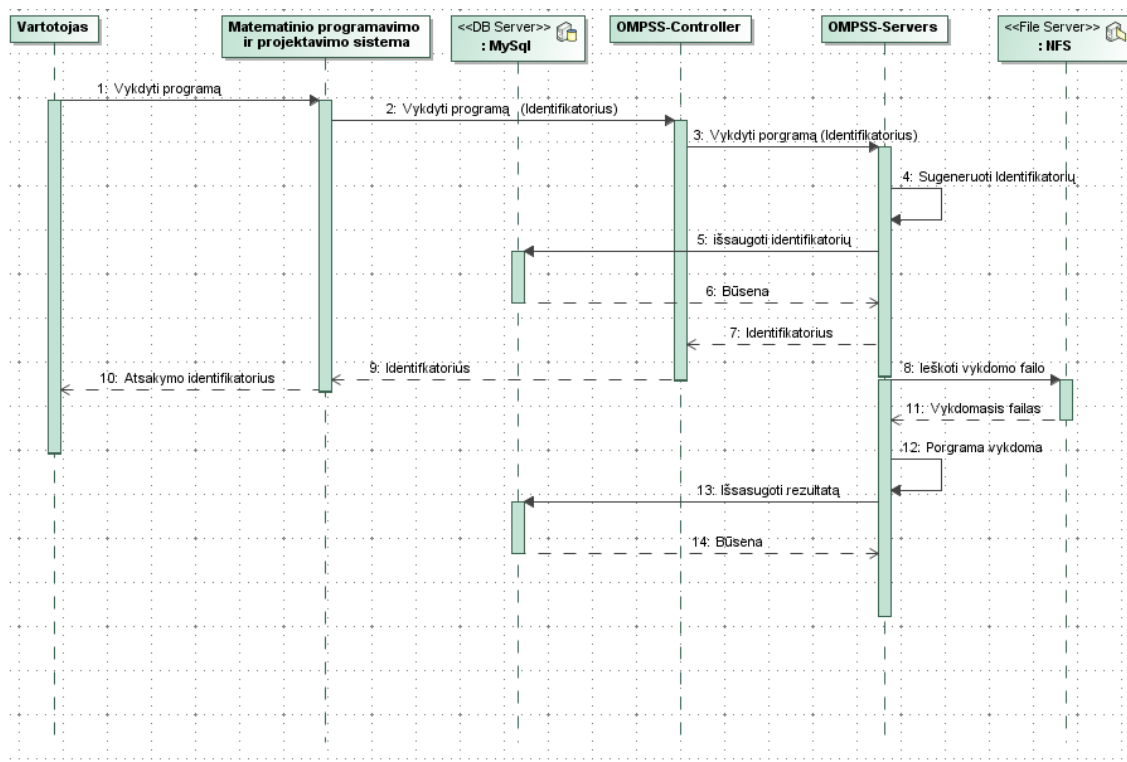 Vartotojas
Matematinio programavimo
ir projektavimo sistema
<<DB Server>>
: MySql
OMPSS-Controller
OMPSS-Servers
<<File Server>>
: NFS
1: Vykdyti programą
2: Vykdyti programą (Identifikatorius)
3: Vykdyti porgramą (Identifikatorius)
4: Sugeneruoti Identifikatorių
5: išsaugoti identifikatorių
6: Būsena
7: Identifikatorius
8: Ieškoti vykdomo failo
9: Identifkatorius
10: Atsakymo identifikatorius
11: Vykdomasis failas
12: Porgrama vykdoma
13: Išsasugoti rezultatą
14: Būsena